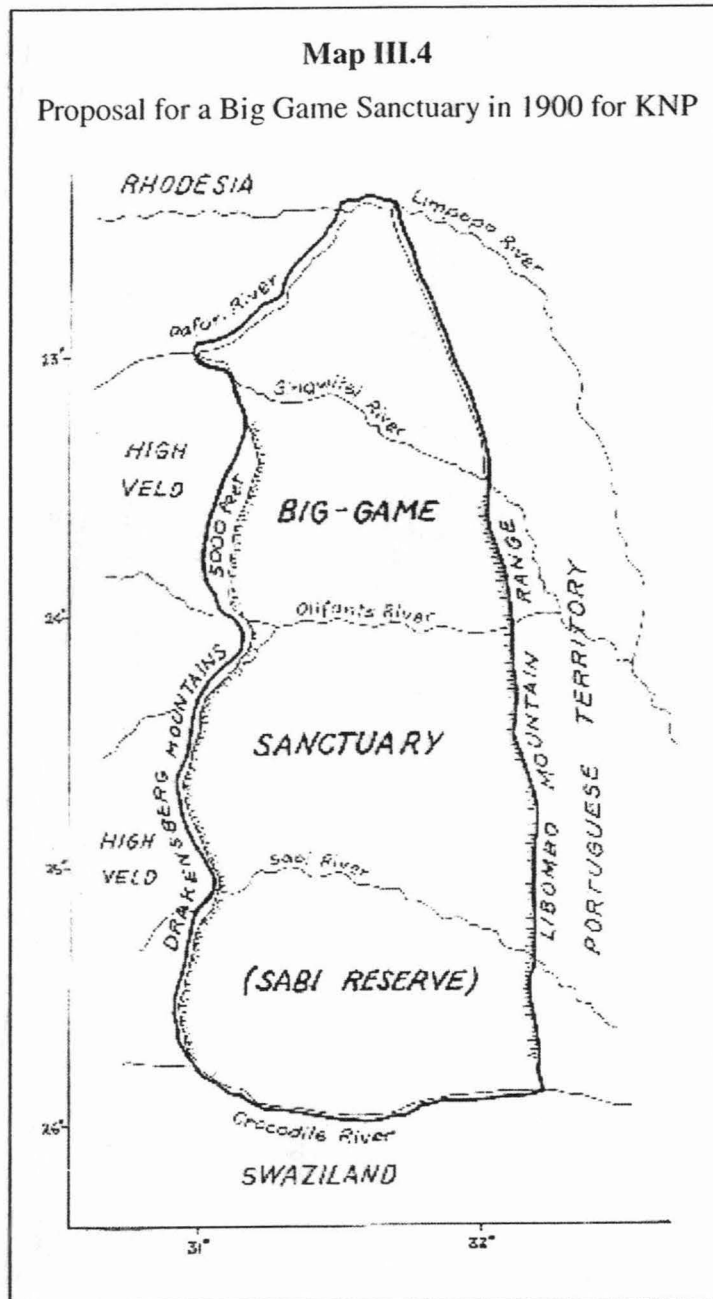 Map III.4
Proposal for a Big Game Sanctuary in 1900 for KNP
RHODESIA
Limpopo River
Pafuri River
23°
Singwitsi River
HIGH
VELD
5000 feet
BIG-GAME
24°
Olifants River
LIBOMBO MOUNTAIN RANGE
PORTUGUESE TERRITORY
DRAKENSBERG MOUNTAINS
SANCTUARY
HIGH
VELD
25°
Sabi River
(SABI RESERVE)
26°
Crocodile River
SWAZILAND
31°
32°